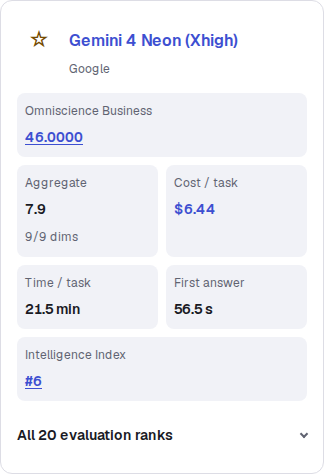 Gemini 4 Neon (Xhigh)
Google
Omniscience Business
46.0000
Aggregate
7.9
9/9 dims
Cost / task
$6.44
Time / task
21.5 min
First answer
56.5 s
Intelligence Index
#6
All 20 evaluation ranks